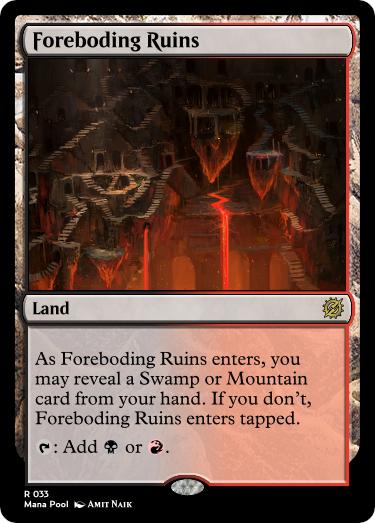 Foreboding Ruins
Land
As Foreboding Ruins enters, you
may reveal a Swamp or Mountain
card from your hand. If you don't,
Foreboding Ruins enters tapped.
: Add or .
R 033
Mana Pool Amit Naik